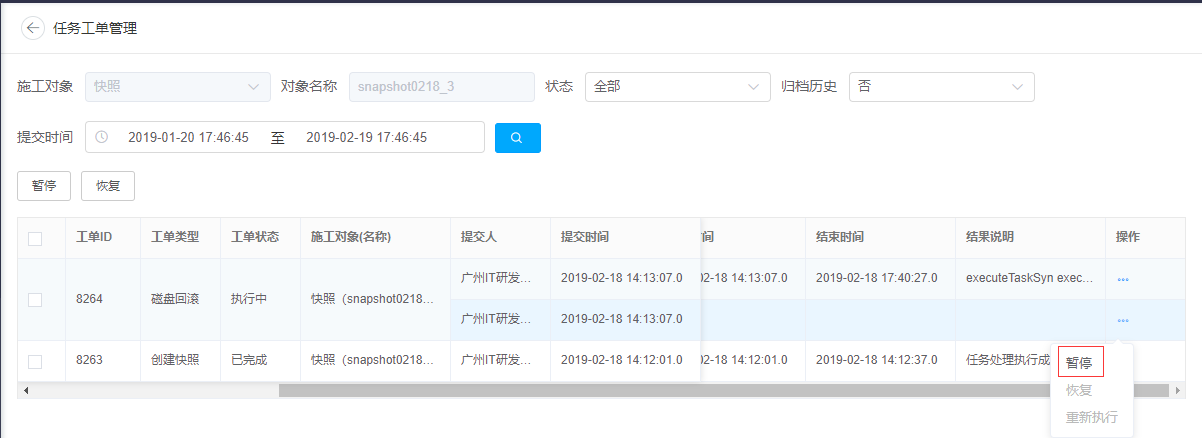 任务工单管理
施工对象 快照 对象名称 snapshot0218_3 状态 全部 归档历史 否
提交时间 2019-01-20 17:46:45 至 2019-02-19 17:46:45
暂停 恢复
工单ID 工单类型 工单状态 施工对象(名称) 提交人 提交时间 间 结束时间 结果说明 操作
广州IT研发... 2019-02-18 14:13:07.0 02-18 14:13:07.0 2019-02-18 17:40:27.0 executeTaskSyn exec... •••
8264 磁盘回滚 执行中 快照（snapshot0218...
广州IT研发... 2019-02-18 14:13:07.0 •••
8263 创建快照 已完成 快照（snapshot0218... 广州IT研发... 2019-02-18 14:12:01.0 02-18 14:12:01.0 2019-02-18 14:12:37.0 任务处理执行成
暂停
恢复
重新执行